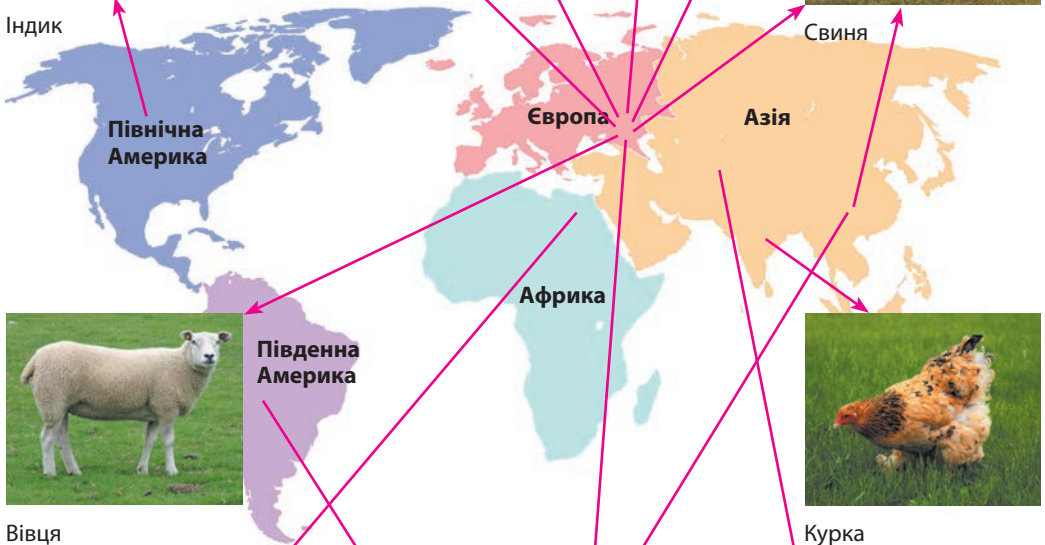 Індик
Свиня
Північна
Америка
Європа
Азія
Африка
Південна
Америка
Вівця
Курка